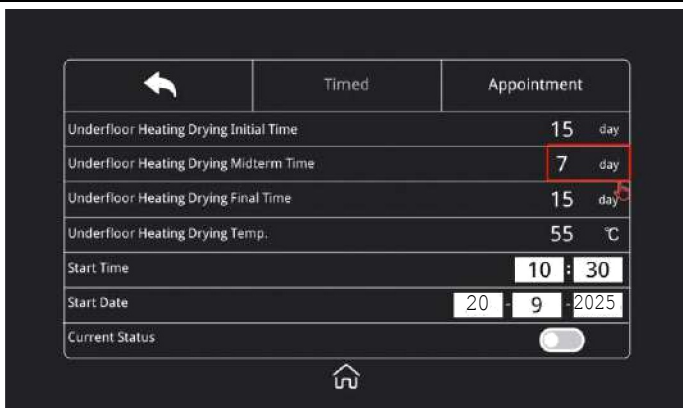 Timed Appointment
Underfloor Heating Drying Initial Time 15 day
Underfloor Heating Drying Midterm Time 7 day
Underfloor Heating Drying Final Time 15 day
Underfloor Heating Drying Temp. 55 ℃
Start Time 10 : 30
Start Date 20 - 9 - 2025
Current Status